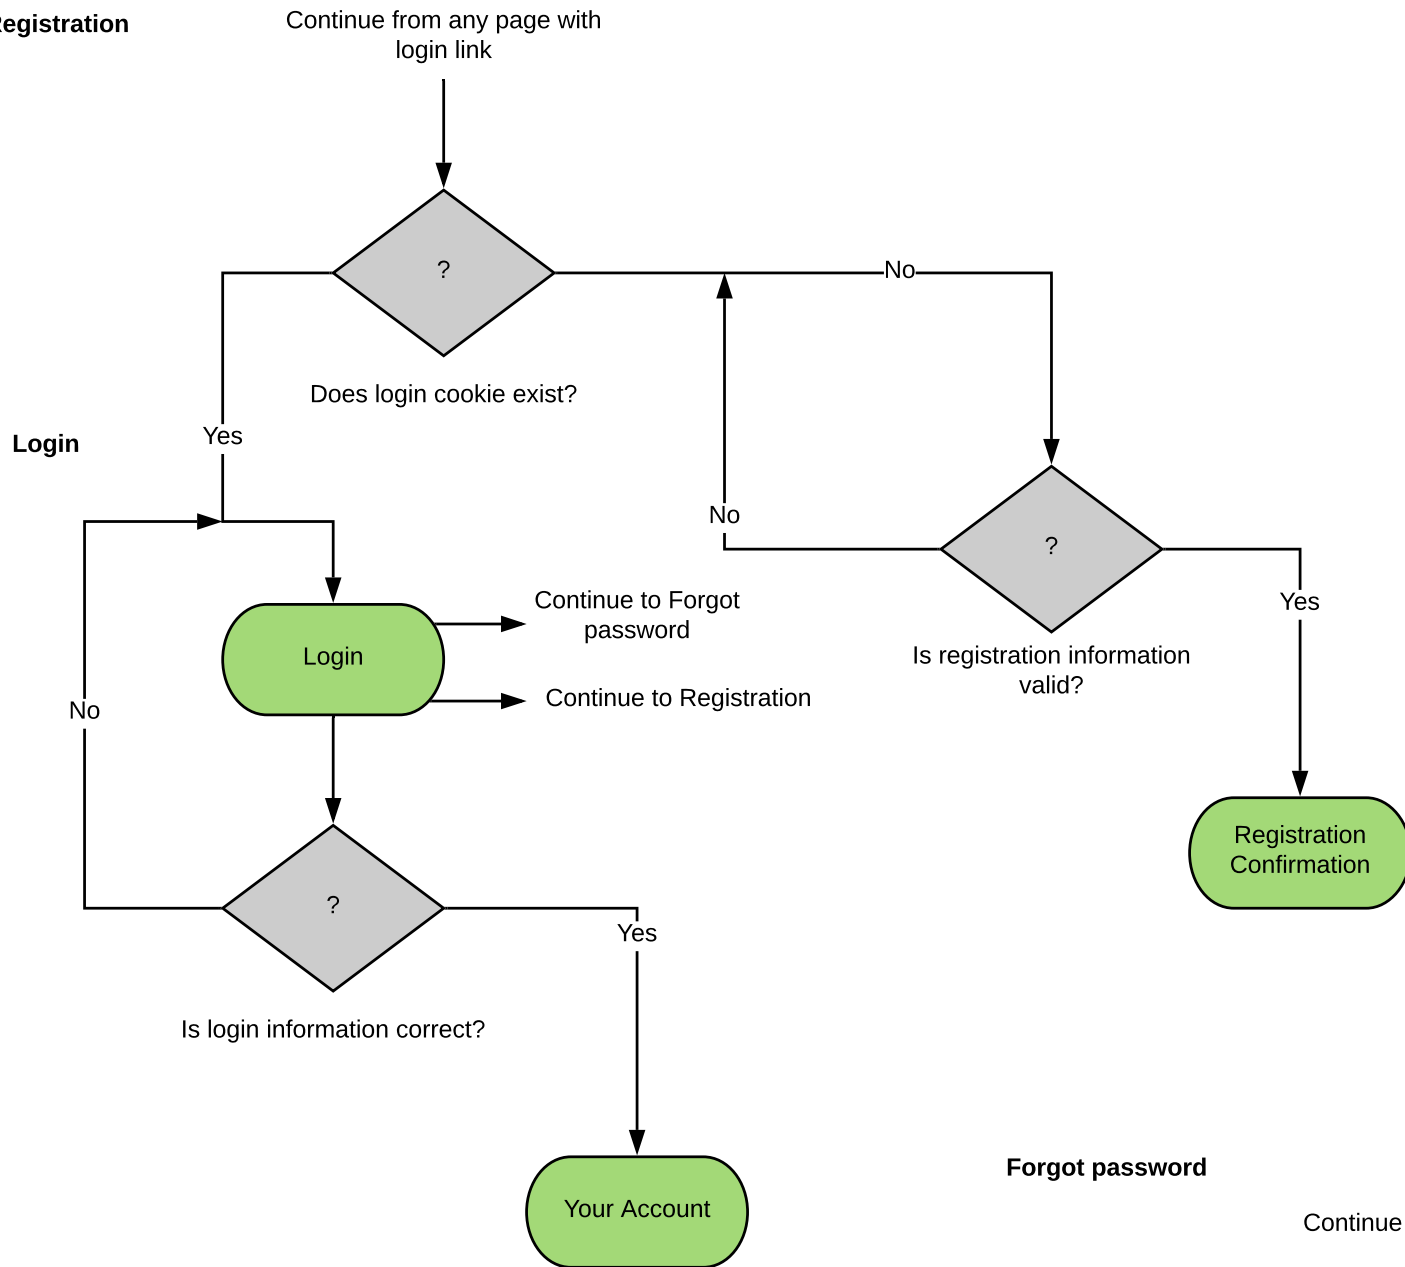 Registration
Continue from any page with
login link
?
No
Does login cookie exist?
Yes
Login
No
?
Yes
Continue to Forgot
password
Login
Is registration information
valid?
Continue to Registration
No
Registration
Confirmation
?
Yes
Is login information correct?
Forgot password
Your Account
Continue